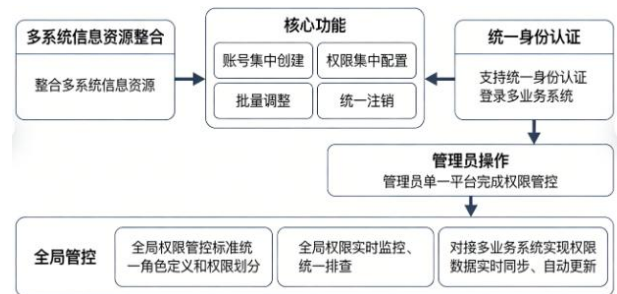 多系统信息资源整合
整合多系统信息资源
核心功能
账号集中创建
权限集中配置
批量调整
统一注销
统一身份认证
支持统一身份认证
登录多业务系统
管理员操作
管理员单一平台完成权限管控
全局管控
全局权限管控标准统
一角色定义和权限划分
全局权限实时监控、
统一排查
对接多业务系统实现权限
数据实时同步、自动更新